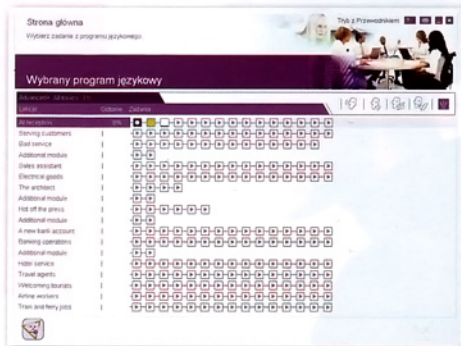 Strona główna
Tryb z Przewodnikiem
Wybierz zadanie z programu językowego.
Wybrany program językowy
Lekcje Gotowe Zadania
At reception 0%
Serving customers
Bad service
Additional module
Sales assistant
Electrical goods
The architect
Additional module
Hot off the press
Additional module
A new bank account
Banking operations
Additional module
Hotel service
Travel agents
Welcoming tourists
Airline workers
Train and ferry jobs